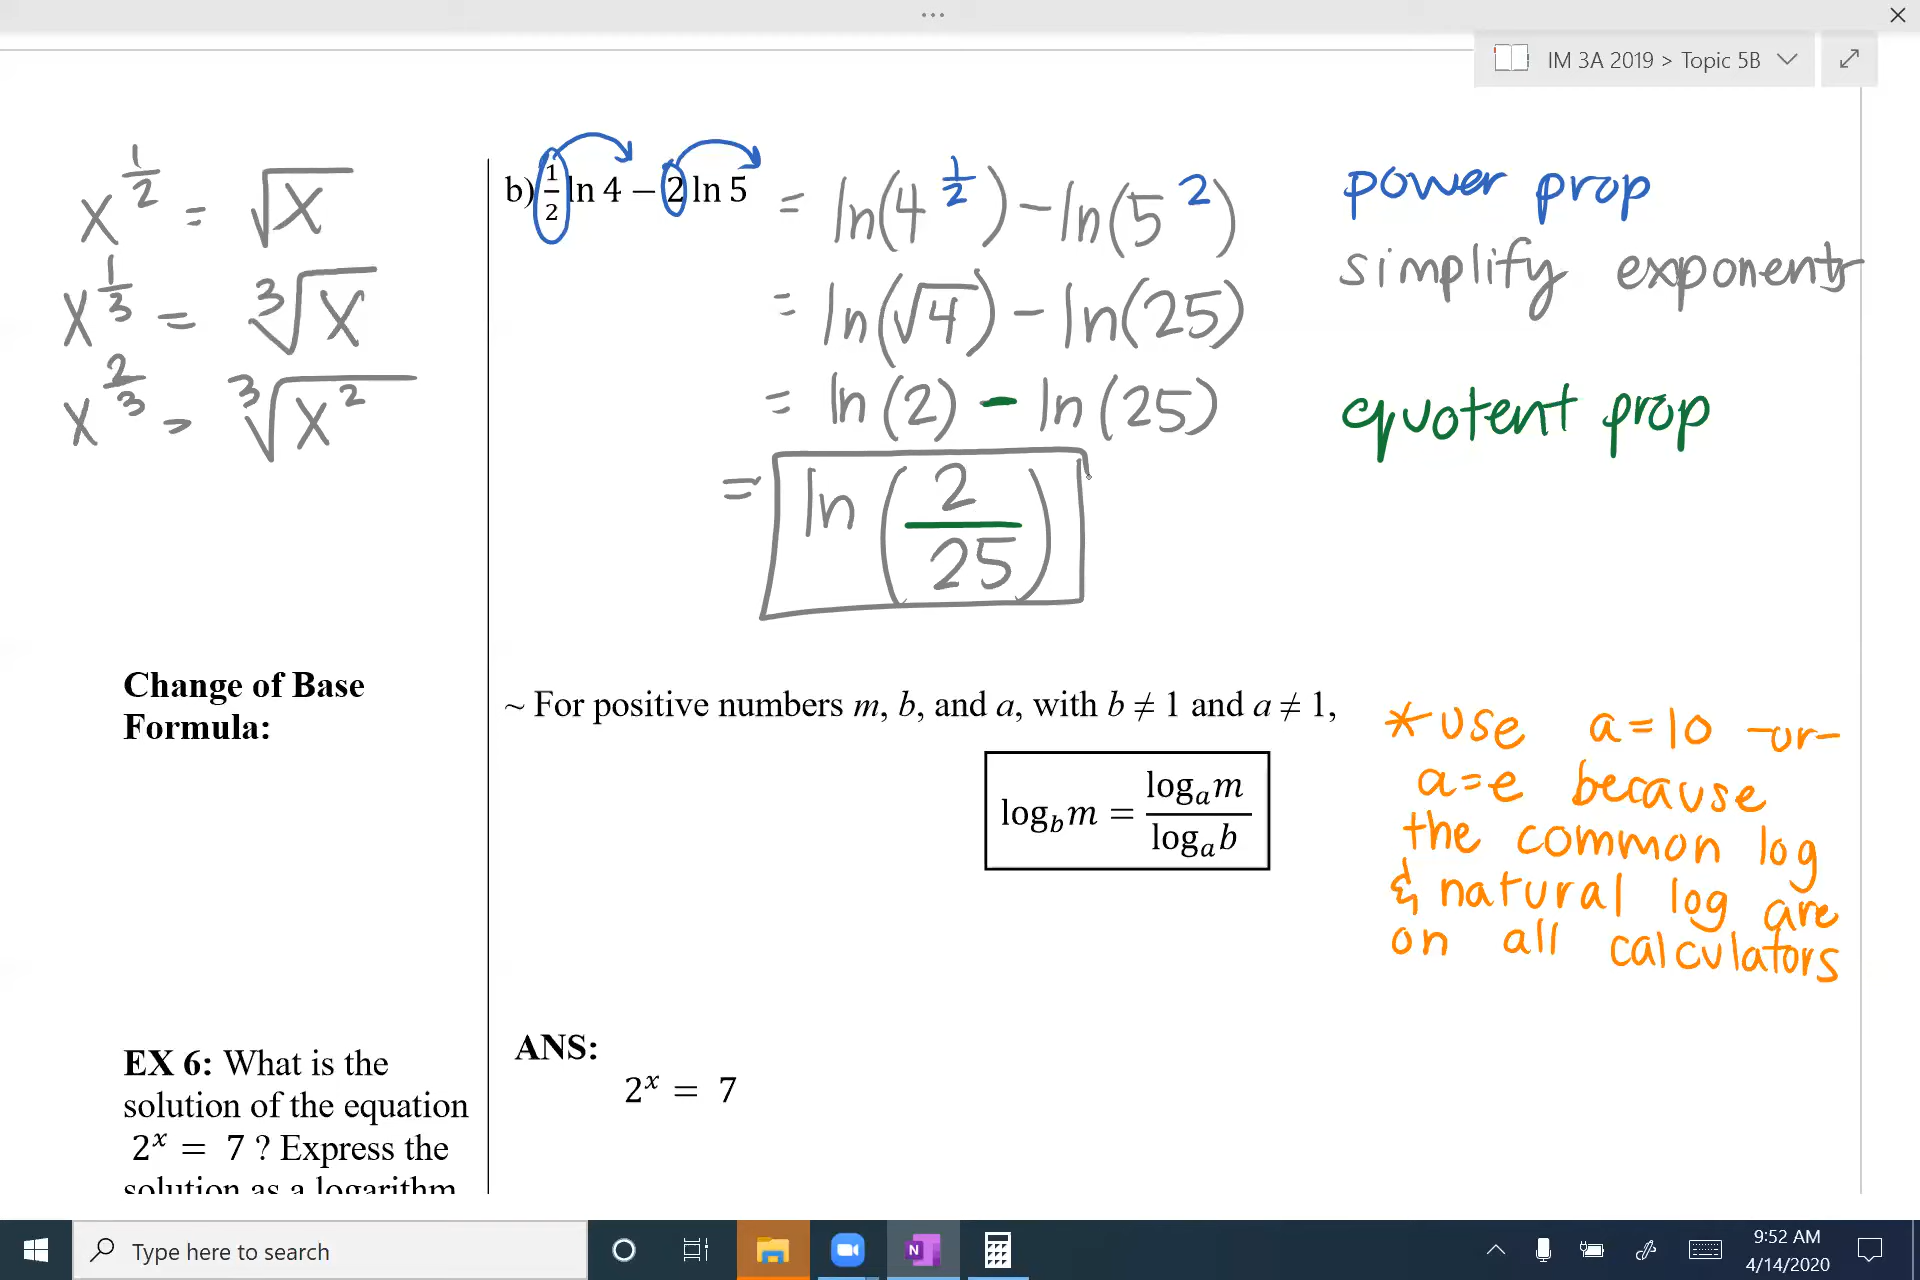 IM 3A 2019 > Topic 5B
x^{1/2} = √x
x^{1/3} = ∛x
x^{2/3} = ∛x²
b) 1/2 ln 4 − 2 ln 5 = ln(4^{1/2}) − ln(5²)
= ln(√4) − ln(25)
= ln(2) − ln(25)
= ln(2/25)
power prop
simplify exponents
quotent prop
Change of Base
Formula:
~ For positive numbers m, b, and a, with b ≠ 1 and a ≠ 1,
log_b m = log_a m / log_a b
*use a=10 -or-
a=e because
the common log
& natural log are
on all calculators
EX 6: What is the
solution of the equation
2^x = 7 ? Express the
solution as a logarithm
ANS:
2^x = 7
Type here to search
N
9:52 AM
4/14/2020